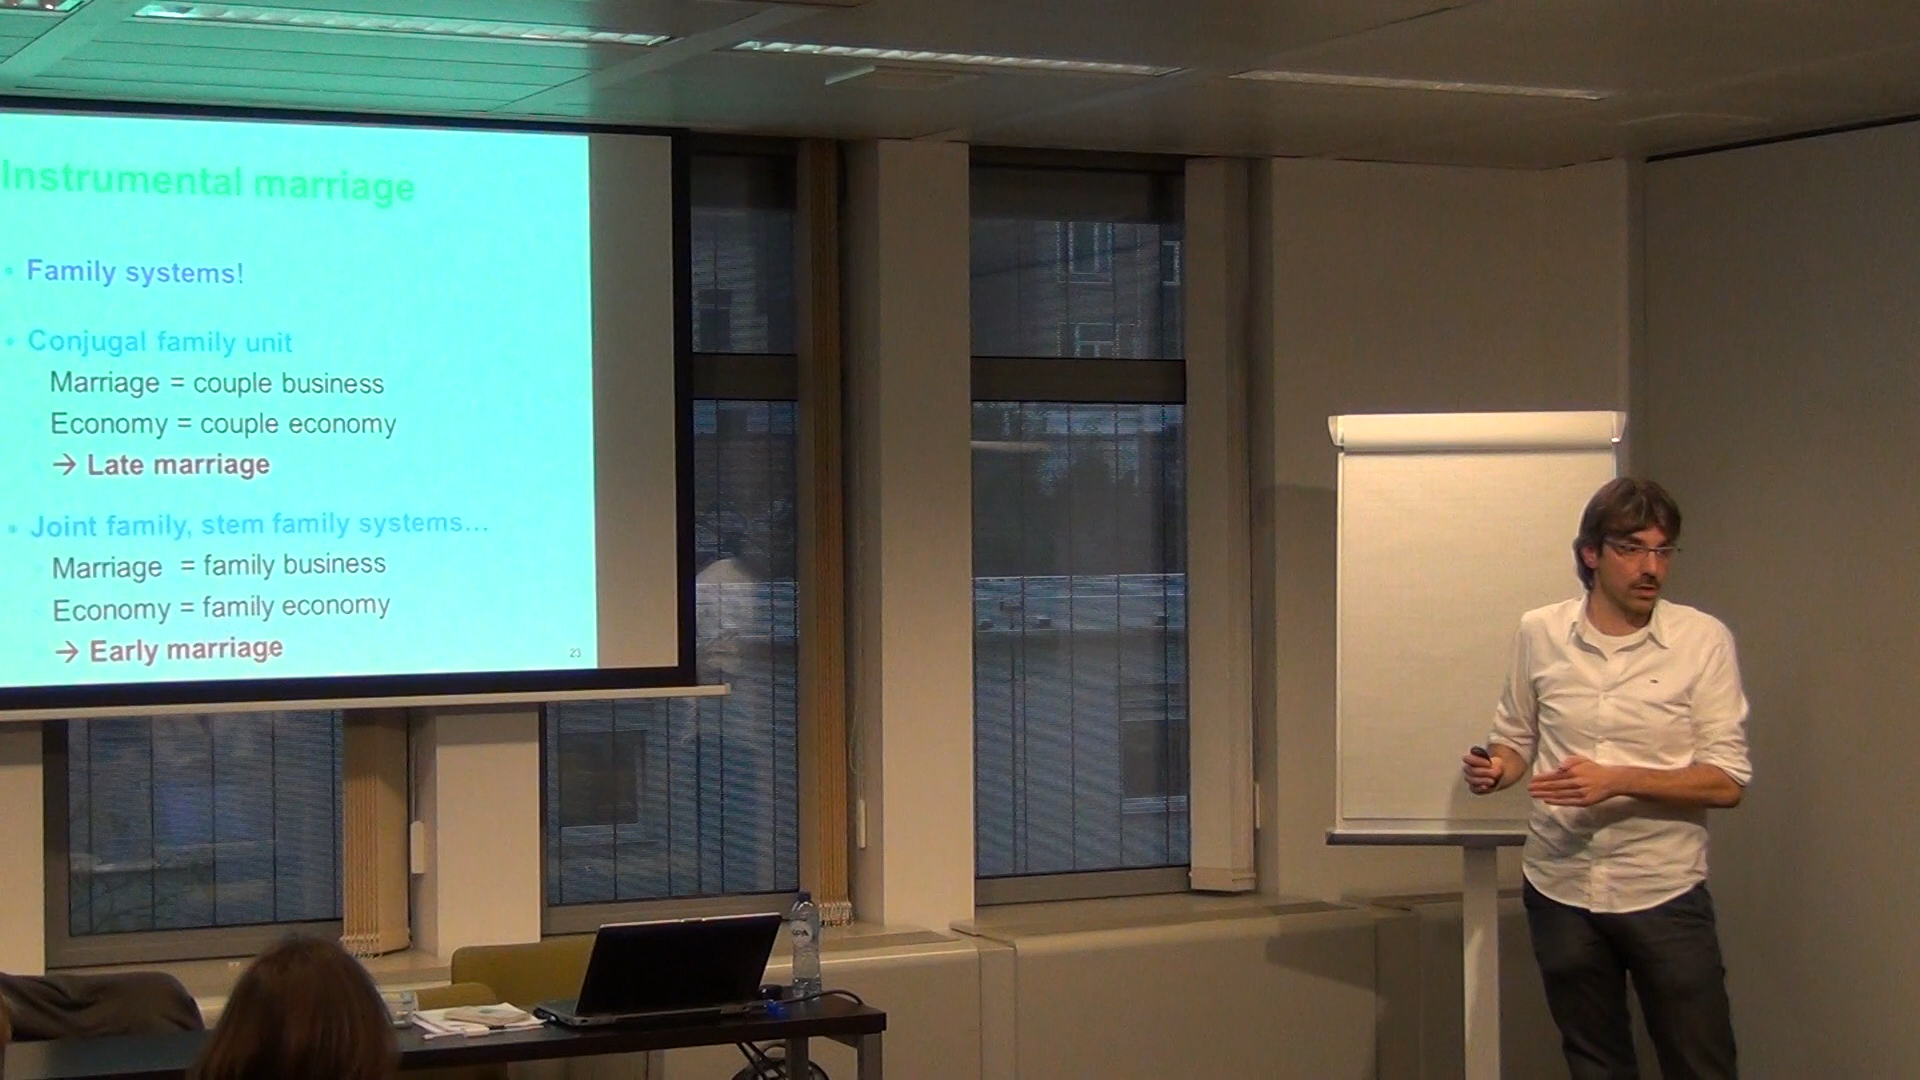 Instrumental marriage
• Family systems!
• Conjugal family unit
Marriage = couple business
Economy = couple economy
→ Late marriage
• Joint family, stem family systems...
Marriage = family business
Economy = family economy
→ Early marriage
23
SPA